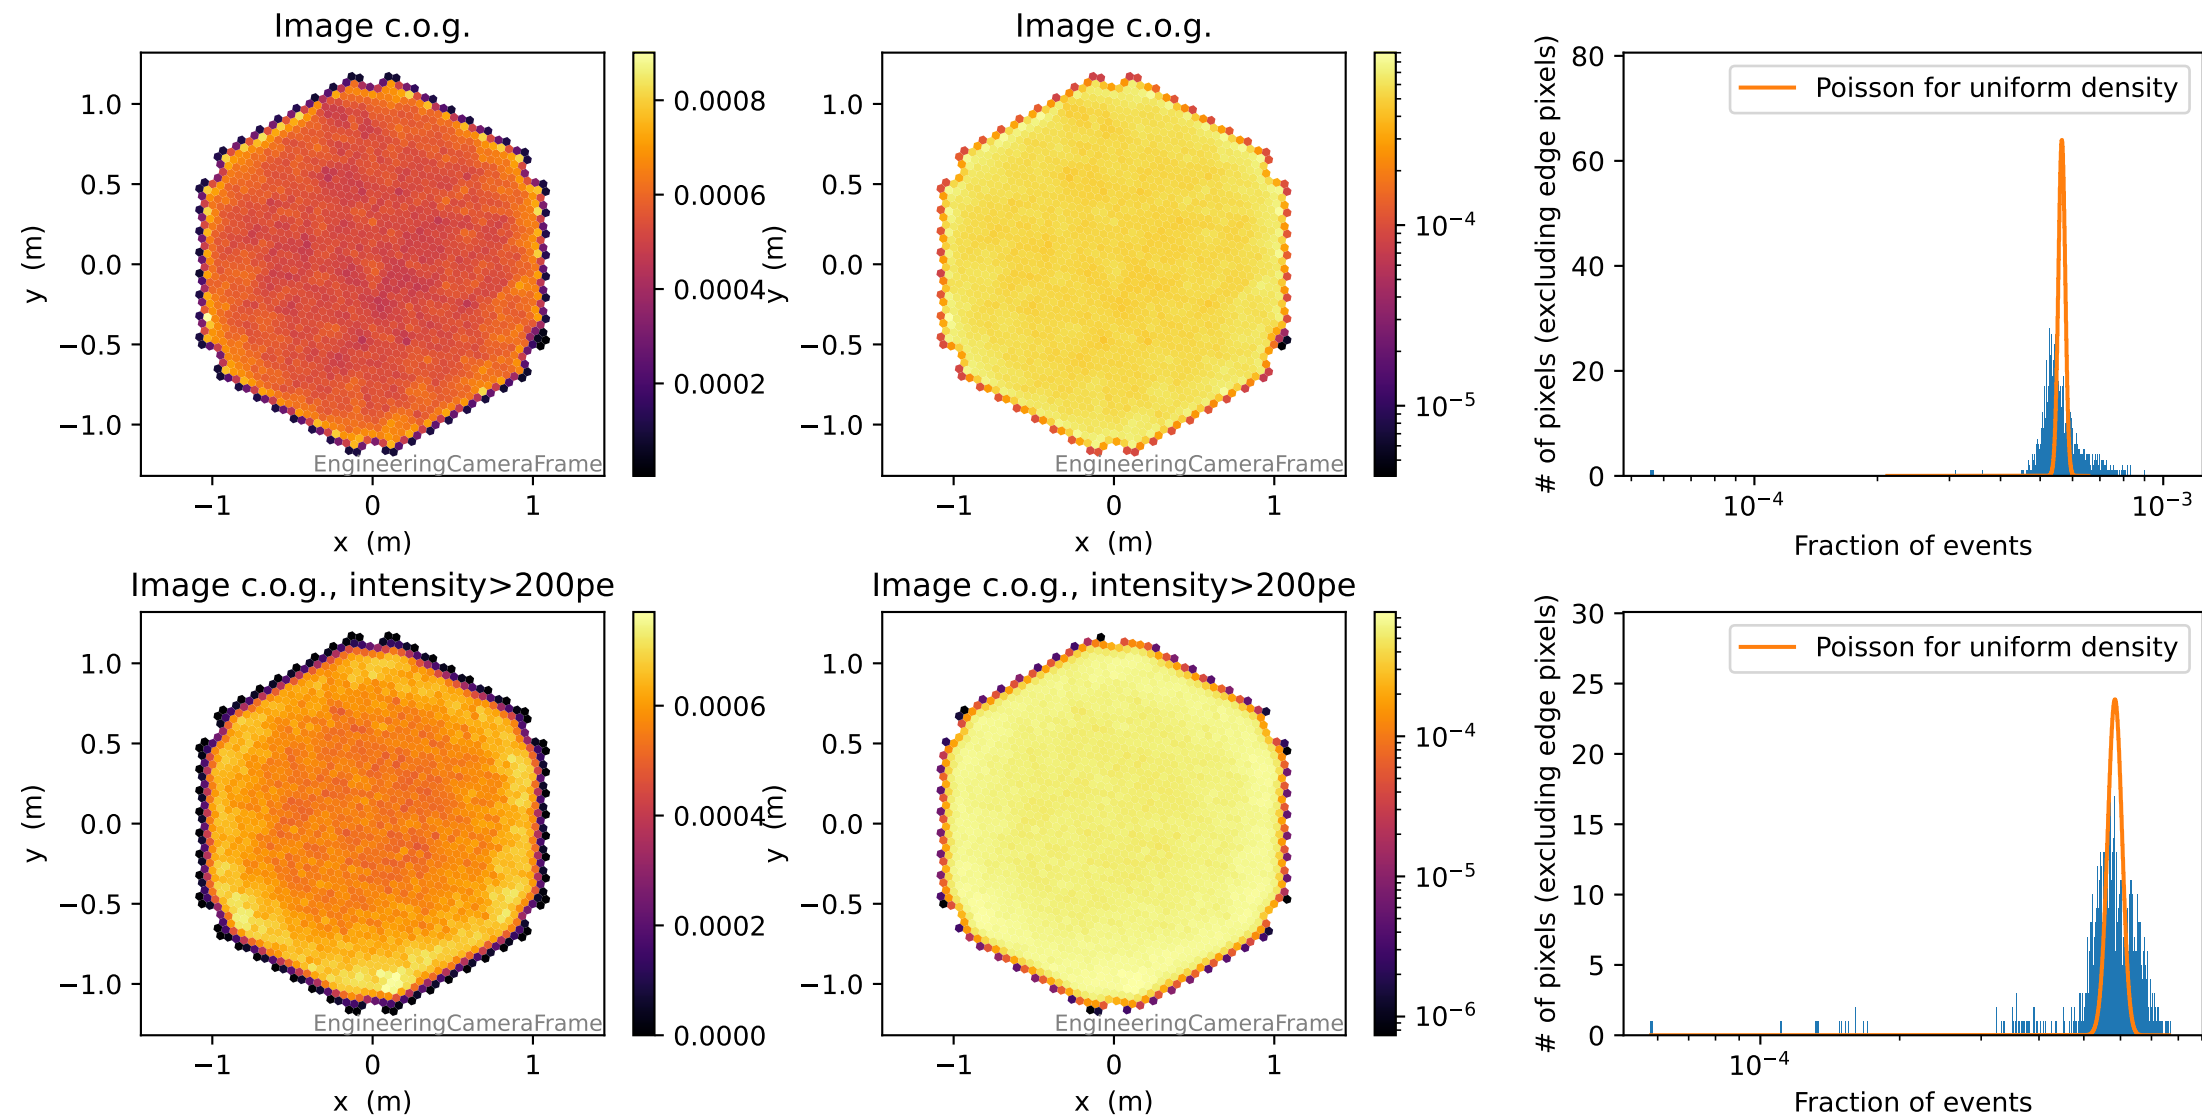 Image c.o.g.
1.0
0.5
0.0
−0.5
−1.0
y (m)
−1
0
1
x (m)
EngineeringCameraFrame
0.0008
0.0006
0.0004
0.0002
Image c.o.g.
1.0
0.5
0.0
−0.5
−1.0
y (m)
−1
0
1
x (m)
EngineeringCameraFrame
10⁻⁴
10⁻⁵
80
60
40
20
0
# of pixels (excluding edge pixels)
Poisson for uniform density
10⁻⁴
10⁻³
Fraction of events
Image c.o.g., intensity>200pe
1.0
0.5
0.0
−0.5
−1.0
y (m)
−1
0
1
x (m)
EngineeringCameraFrame
0.0006
0.0004
0.0002
0.0000
Image c.o.g., intensity>200pe
1.0
0.5
0.0
−0.5
−1.0
y (m)
−1
0
1
x (m)
EngineeringCameraFrame
10⁻⁴
10⁻⁵
10⁻⁶
30
25
20
15
10
5
0
# of pixels (excluding edge pixels)
Poisson for uniform density
10⁻⁴
Fraction of events